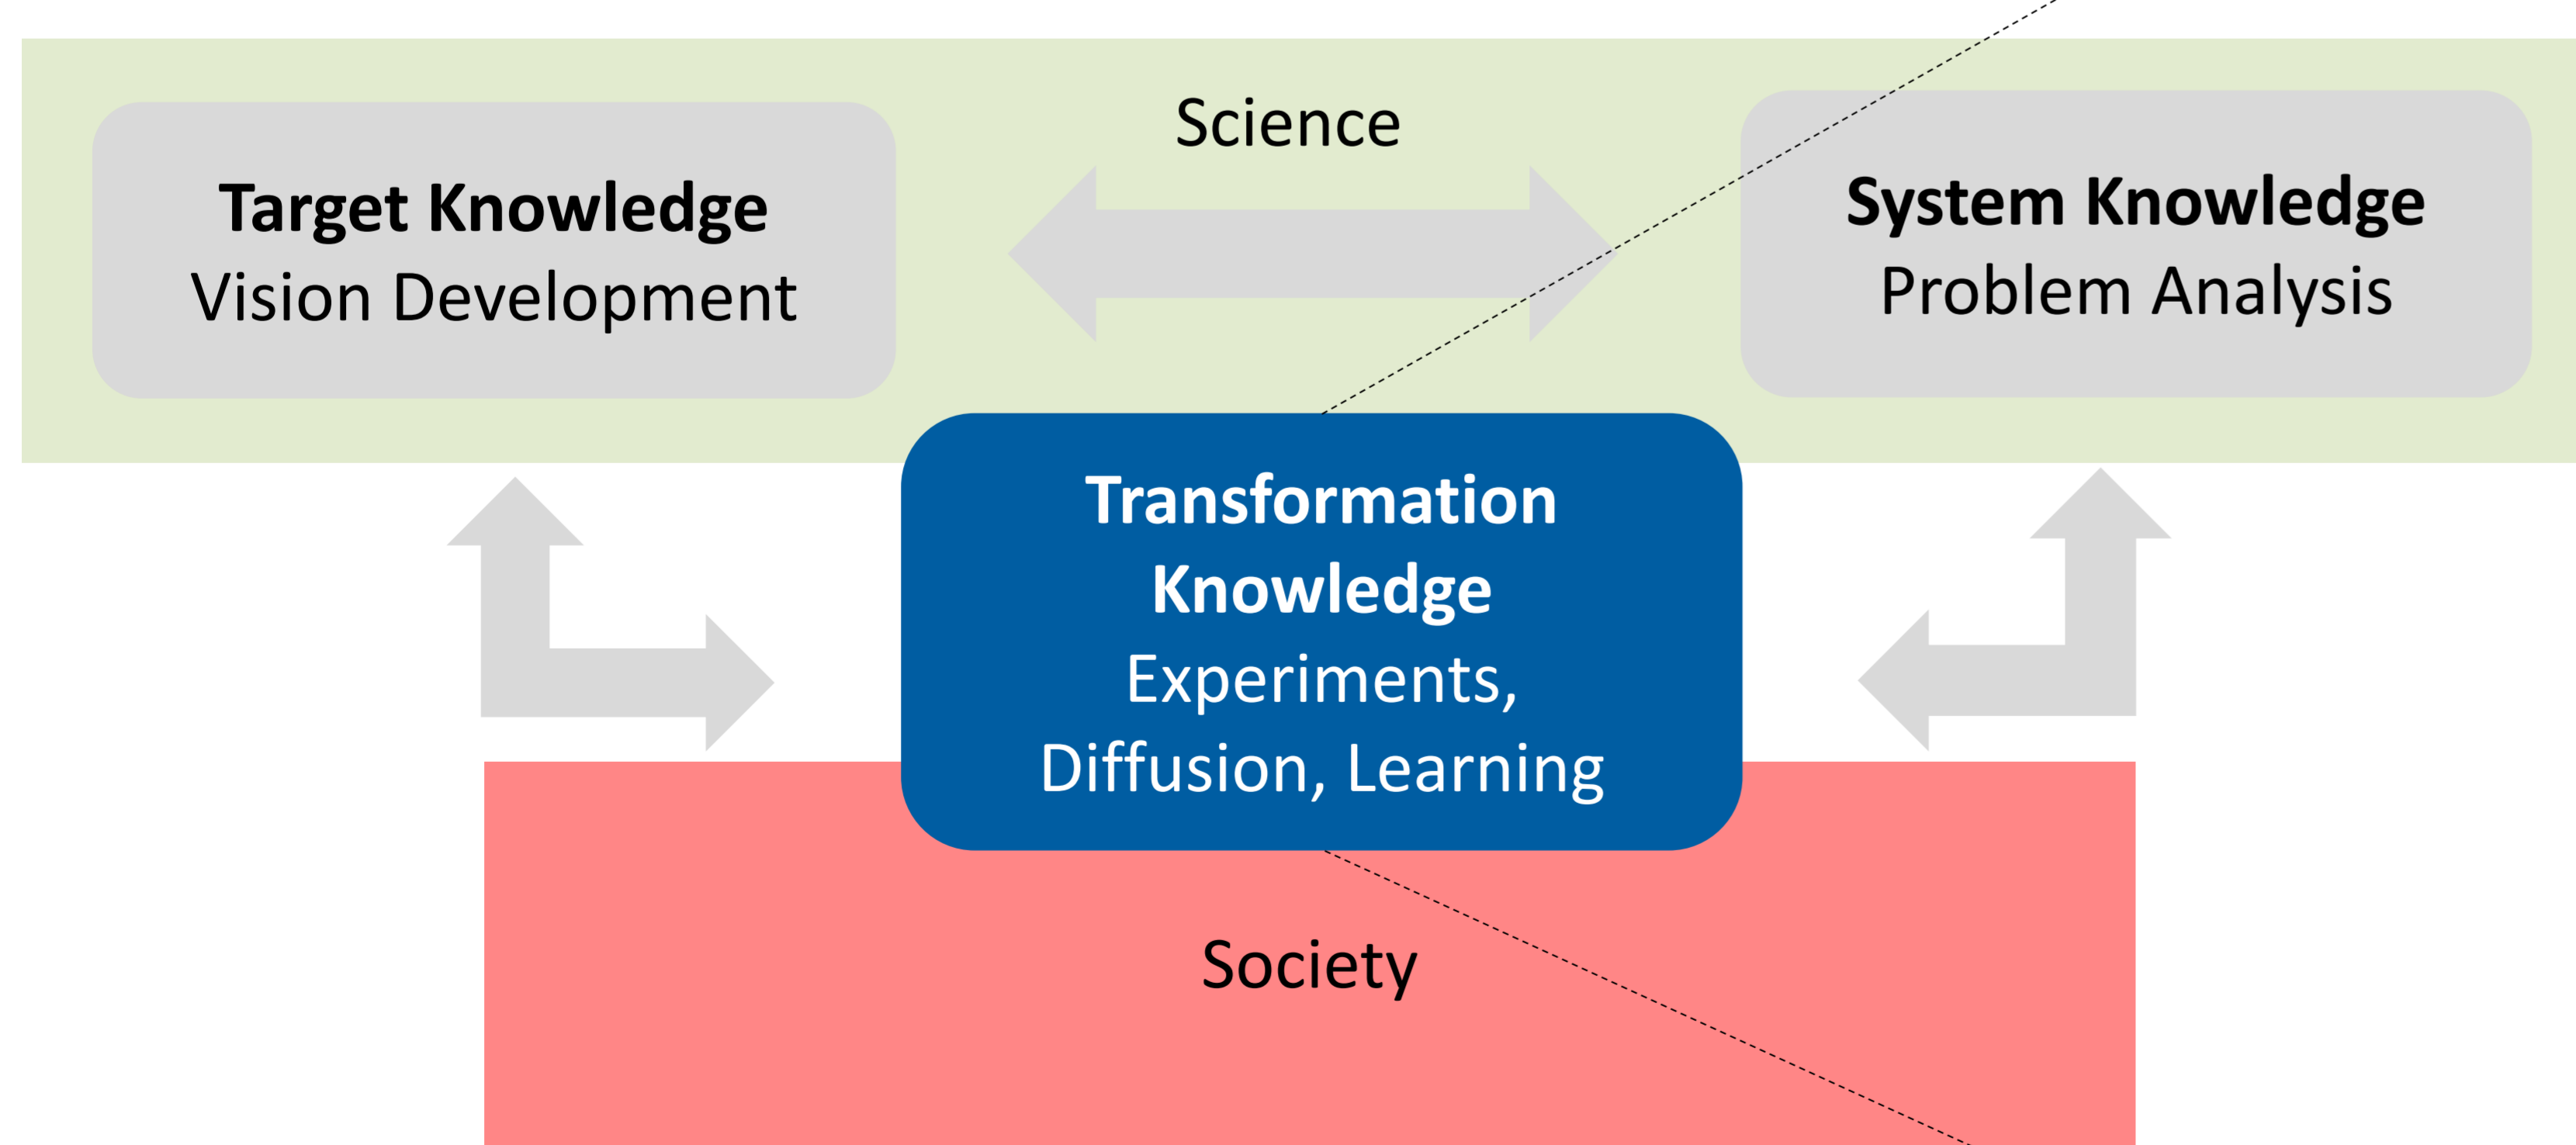 Science
Target Knowledge
Vision Development
System Knowledge
Problem Analysis
Transformation
Knowledge
Experiments,
Diffusion, Learning
Society